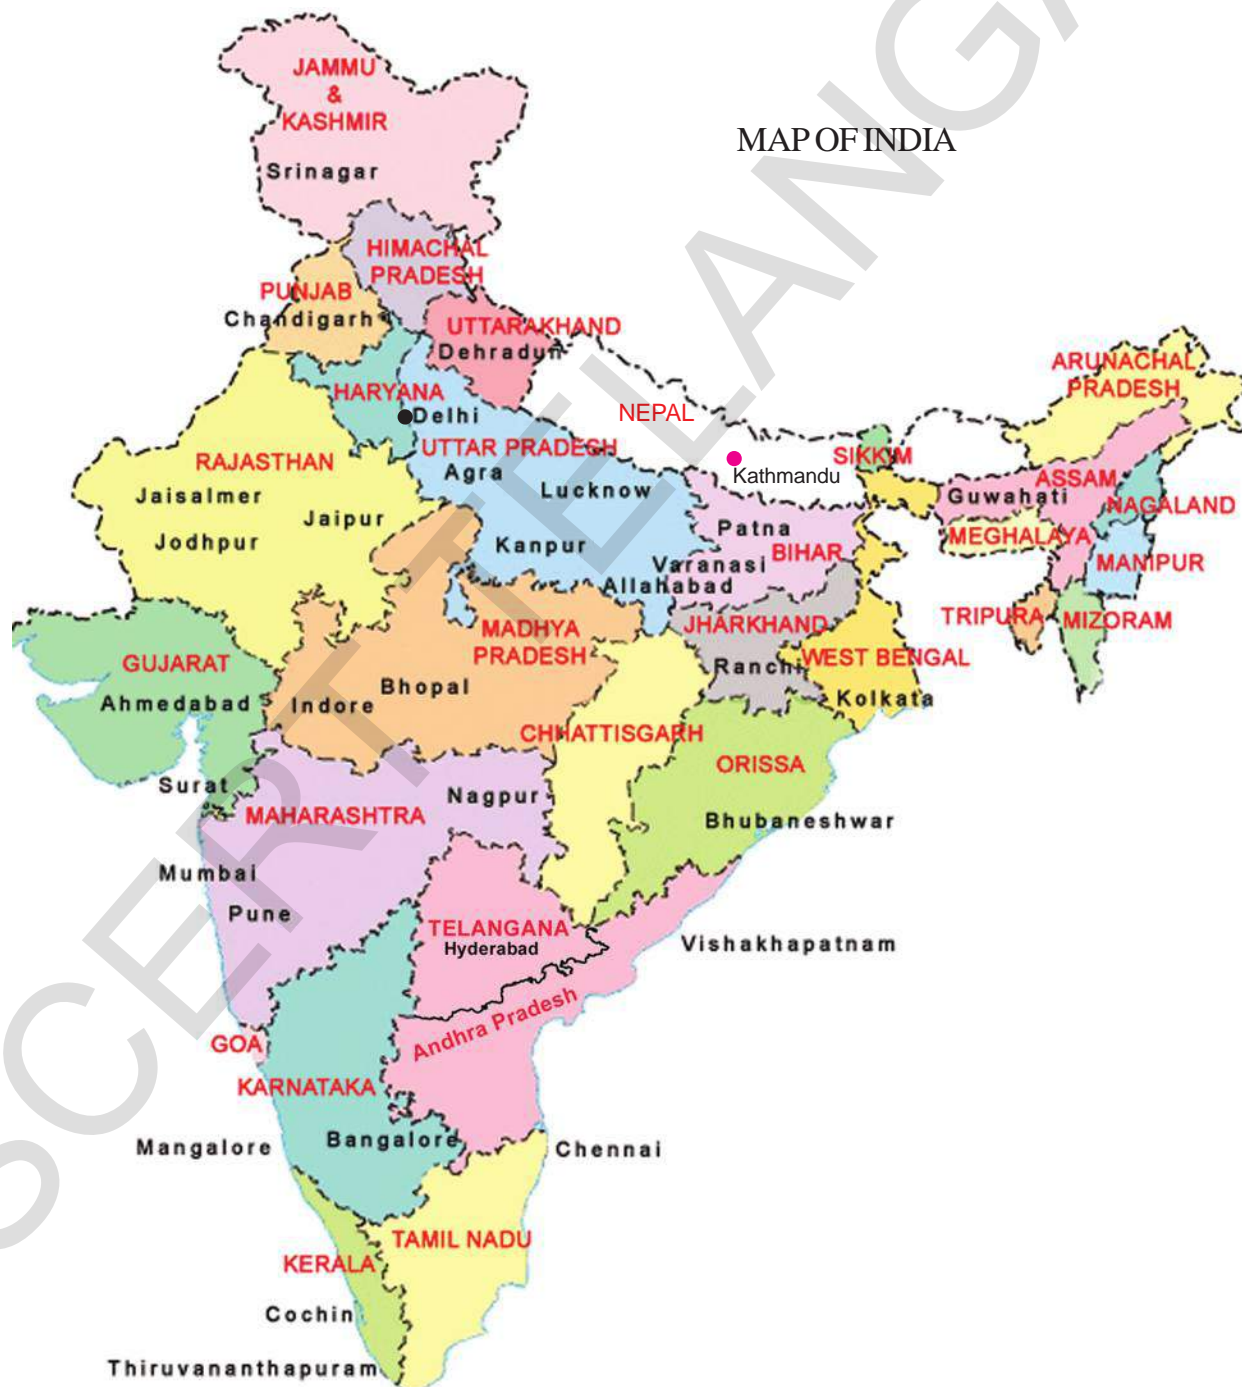 MAP OF INDIA
JAMMU
&
KASHMIR
Srinagar
HIMACHAL
PRADESH
PUNJAB
Chandigarh
UTTARAKHAND
Dehradun
HARYANA
Delhi
NEPAL
Kathmandu
SIKKIM
ARUNACHAL
PRADESH
UTTAR PRADEGH
Agra
Lucknow
Kanpur
Varanasi
Allahabad
RAJASTHAN
Jaisalmer
Jaipur
Jodhpur
Patna
BIHAR
ASSAM
Guwahati
NAGALAND
MEGHALAYA
MANIPUR
TRIPURA
MIZORAM
JHARKHAND
Ranchi
WEST BENGAL
Kolkata
MADHYA
PRADESH
Bhopal
Indore
GUJARAT
Ahmedabad
Surat
CHHATTISGARH
ORISSA
Bhubaneshwar
MAHARASHTRA
Nagpur
Mumbai
Pune
TELANGANA
Hyderabad
Vishakhapatnam
Andhra Pradesh
GOA
KARNATAKA
Bangalore
Mangalore
Chennai
TAMIL NADU
KERALA
Cochin
Thiruvananthapuram
SCERT TELANGA